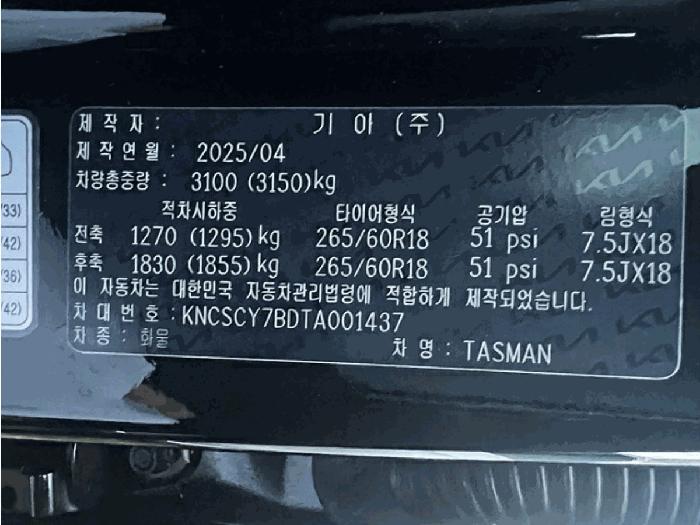 제작자: 기아(주)
제작연월: 2025/04
차량총중량: 3100 (3150)kg
적차시하중 타이어형식 공기압 림형식
전축 1270 (1295)kg 265/60R18 51 psi 7.5JX18
후축 1830 (1855)kg 265/60R18 51 psi 7.5JX18
이 자동차는 대한민국 자동차관리법령에 적합하게 제작되었습니다.
차대번호: KNCSCY7BDTA001437
차종: 화물 차명: TASMAN
/33)
/42)
/36)
/42)